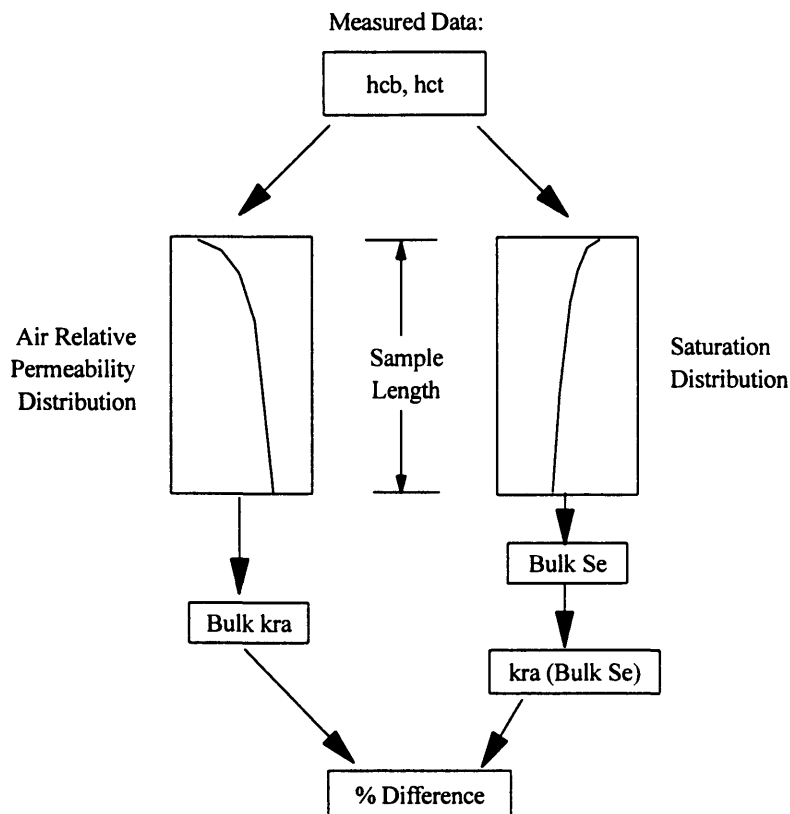 Measured Data:
hcb, hct
Air Relative
Permeability
Distribution
Sample
Length
Saturation
Distribution
Bulk Se
Bulk kra
kra (Bulk Se)
% Difference